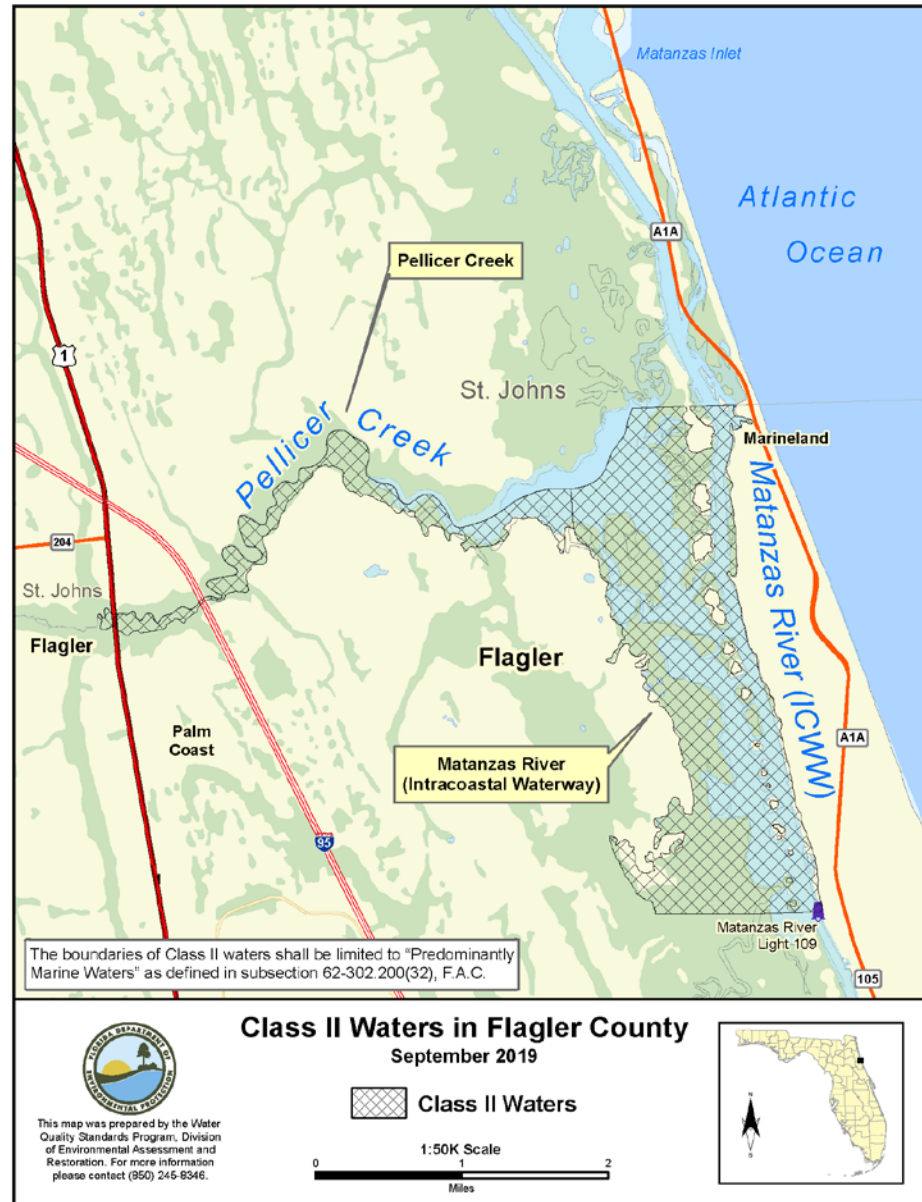 Matanzas Inlet
Atlantic
Ocean
A1A
Pellicer Creek
1
St. Johns
Pellicer Creek
Marineland
Matanzas River (ICWW)
204
St. Johns
Flagler
Flagler
Palm
Coast
A1A
Matanzas River
(Intracoastal Waterway)
95
Matanzas River
Light 109
105
The boundaries of Class II waters shall be limited to "Predominantly
Marine Waters" as defined in subsection 62-302.200(32), F.A.C.
FLORIDA DEPARTMENT OF
ENVIRONMENTAL PROTECTION
This map was prepared by the Water
Quality Standards Program, Division
of Environmental Assessment and
Restoration. For more information
please contact (850) 245-8346.
Class II Waters in Flagler County
September 2019
Class II Waters
1:50K Scale
0 1 2
Miles
N
S